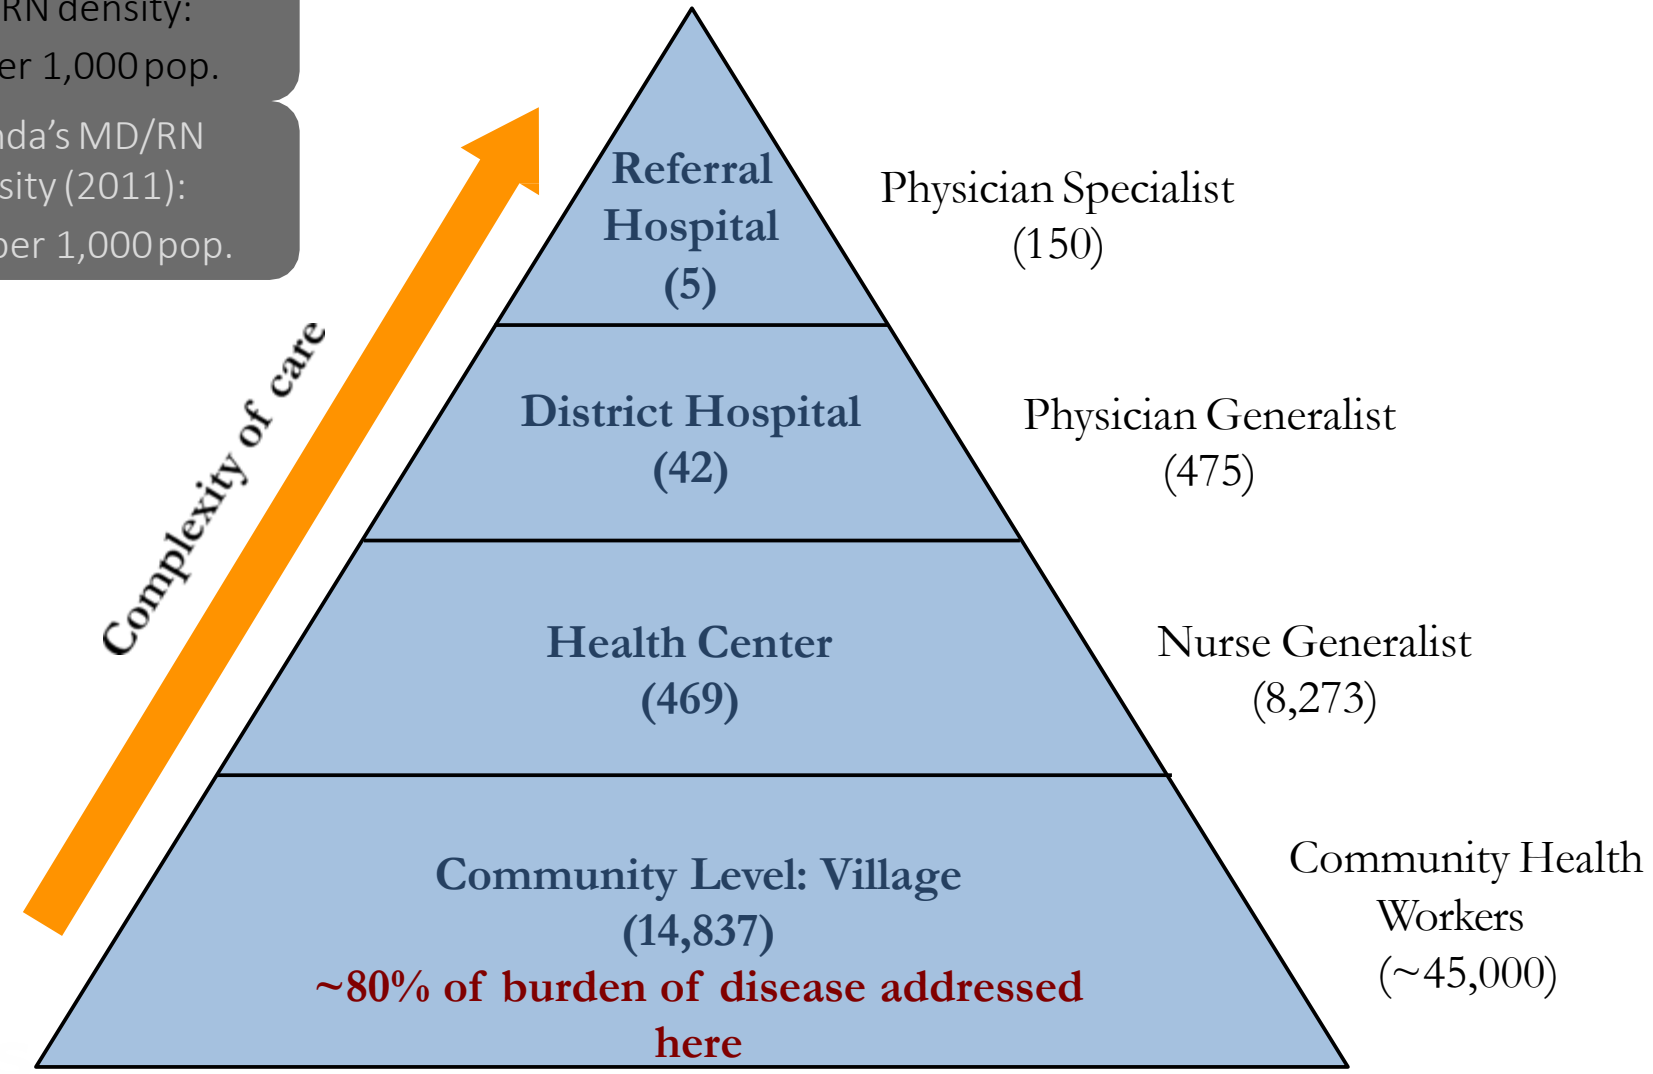 RN density:
er 1,000 pop.
nda's MD/RN
sity (2011):
per 1,000 pop.
Complexity of care
Referral
Hospital
(5)
Physician Specialist
(150)
District Hospital
(42)
Physician Generalist
(475)
Health Center
(469)
Nurse Generalist
(8,273)
Community Level: Village
(14,837)
~80% of burden of disease addressed
here
Community Health
Workers
(~45,000)